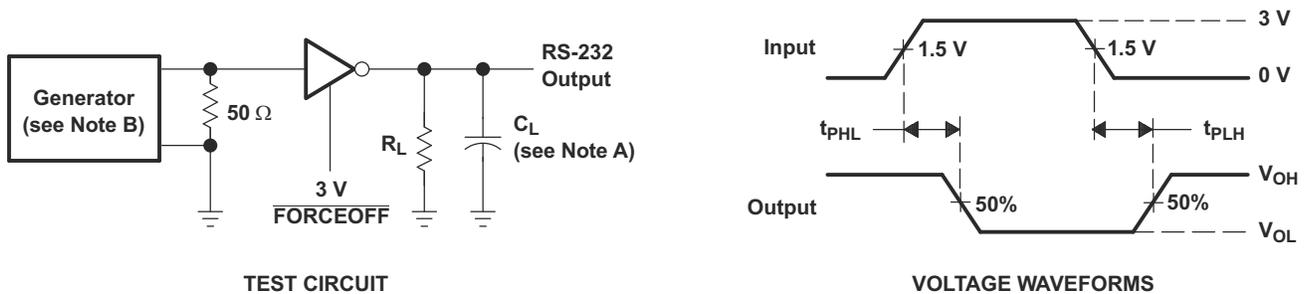 Generator
(see Note B)
50 Ω
3 V
FORCEOFF
RS-232
Output
R_L
C_L
(see Note A)
TEST CIRCUIT
Input
1.5 V
1.5 V
3 V
0 V
t_PHL
t_PLH
Output
50%
50%
V_OH
V_OL
VOLTAGE WAVEFORMS